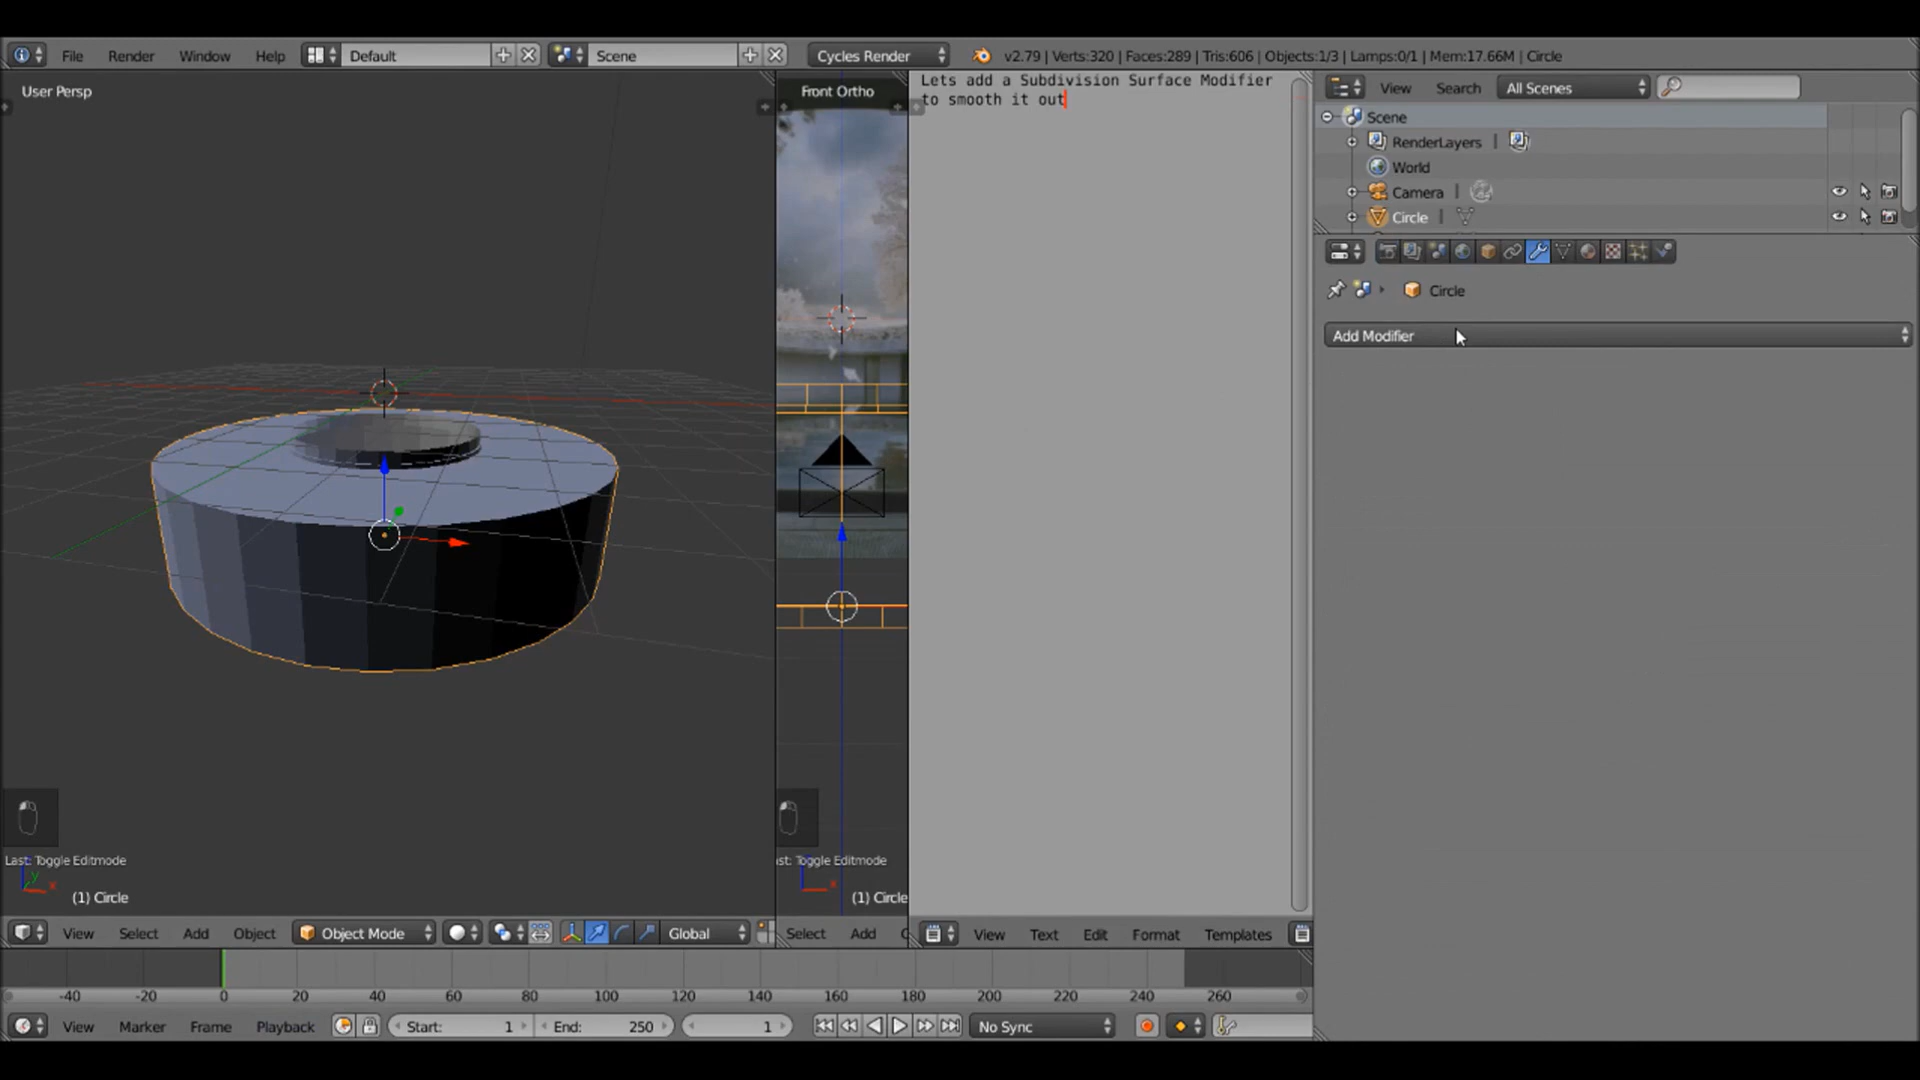 File Render Window Help Default Scene Cycles Render v2.79 | Verts:320 | Faces:289 | Tris:606 | Objects:1/3 | Lamps:0/1 | Mem:17.66M | Circle
User Persp
Front Ortho
Lets add a Subdivision Surface Modifier
to smooth it out
View Search All Scenes
Scene
RenderLayers
World
Camera
Circle
Circle
Add Modifier
Last: Toggle Editmode
(1) Circle
ast: Toggle Editmode
(1) Circle
View Select Add Object Object Mode Global
Select Add
View Text Edit Format Templates
-40 -20 0 20 40 60 80 100 120 140 160 180 200 220 240 260
View Marker Frame Playback Start: 1 End: 250 1 No Sync